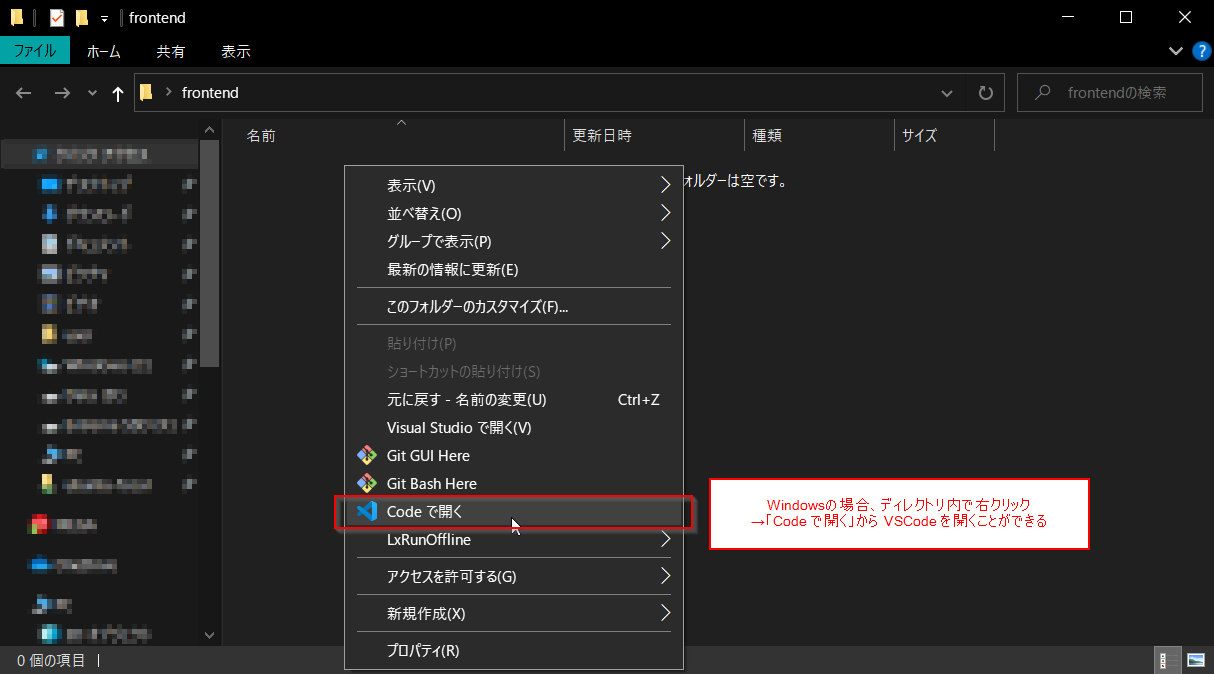 frontend
ファイル ホーム 共有 表示
frontend
frontendの検索
名前 更新日時 種類 サイズ
ォルダーは空です。
表示(V)
並べ替え(O)
グループで表示(P)
最新の情報に更新(E)
このフォルダーのカスタマイズ(F)...
貼り付け(P)
ショートカットの貼り付け(S)
元に戻す - 名前の変更(U) Ctrl+Z
Visual Studio で開く(V)
Git GUI Here
Git Bash Here
Code で開く
LxRunOffline
アクセスを許可する(G)
新規作成(X)
プロパティ(R)
Windowsの場合、ディレクトリ内で右クリック
→「Code で開く」から VSCode を開くことができる
0 個の項目